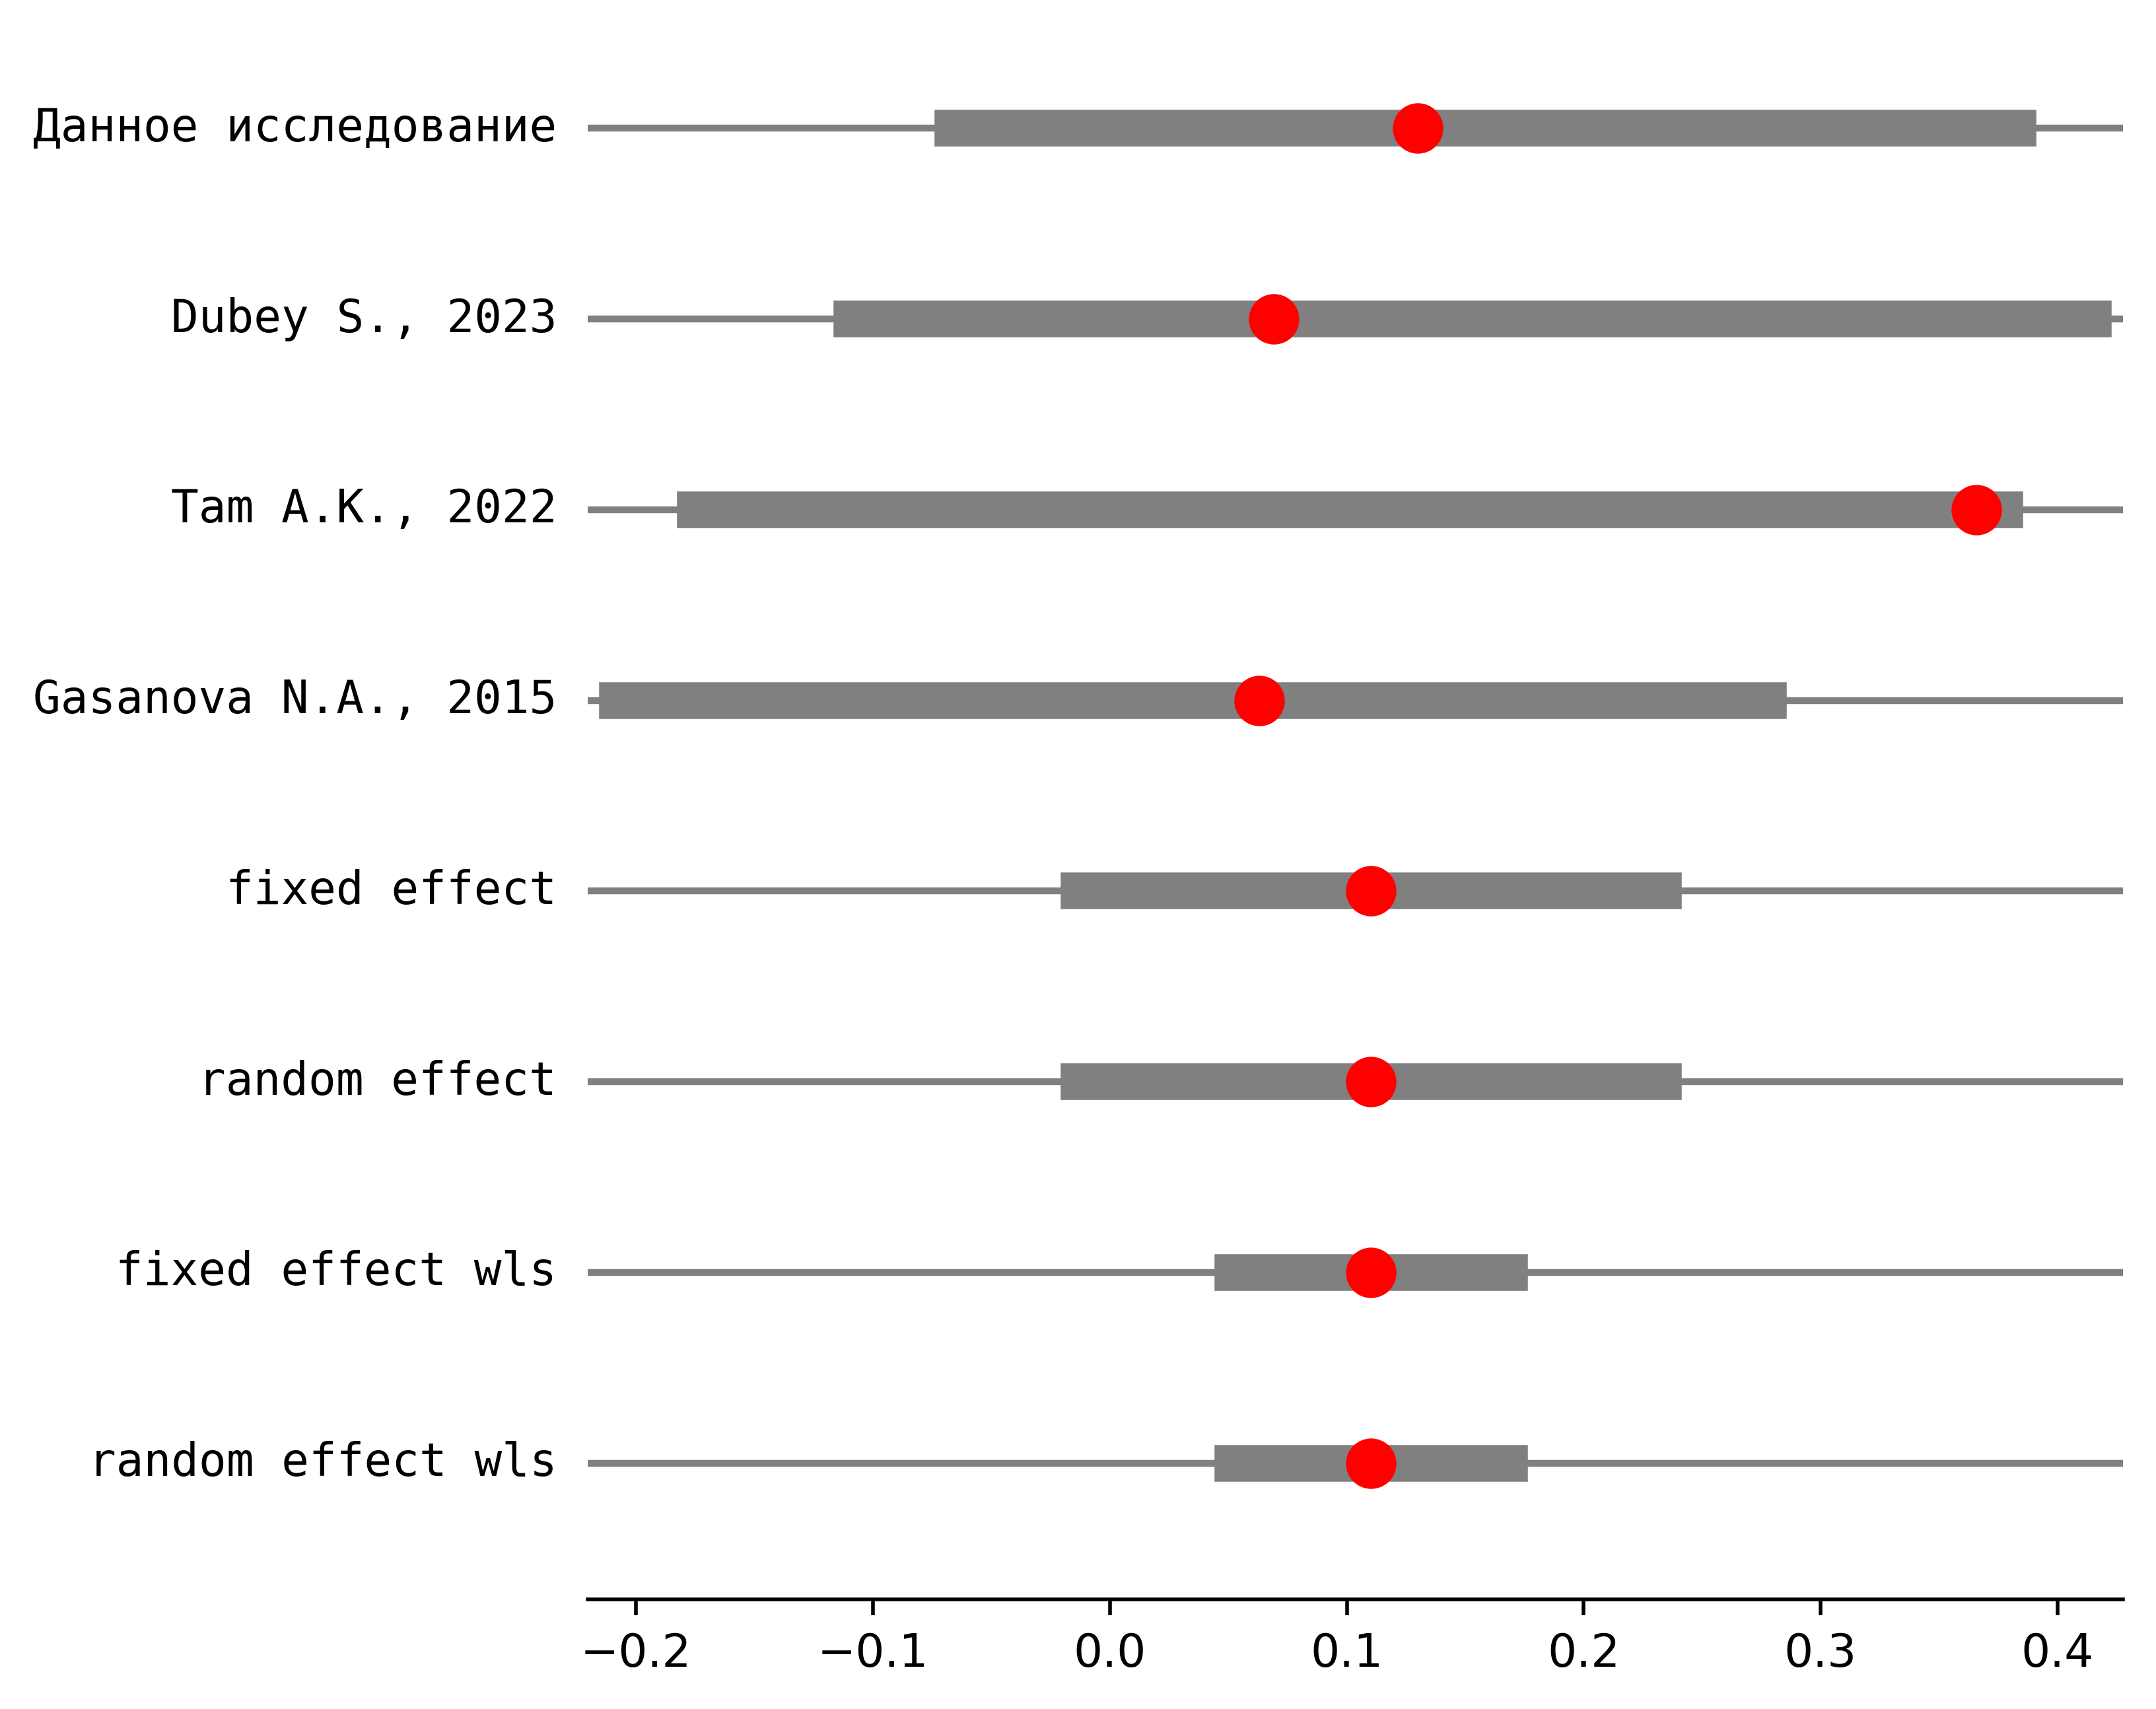 Данное исследование
Dubey S., 2023
Tam A.K., 2022
Gasanova N.A., 2015
fixed effect
random effect
fixed effect wls
random effect wls
−0.2 −0.1 0.0 0.1 0.2 0.3 0.4